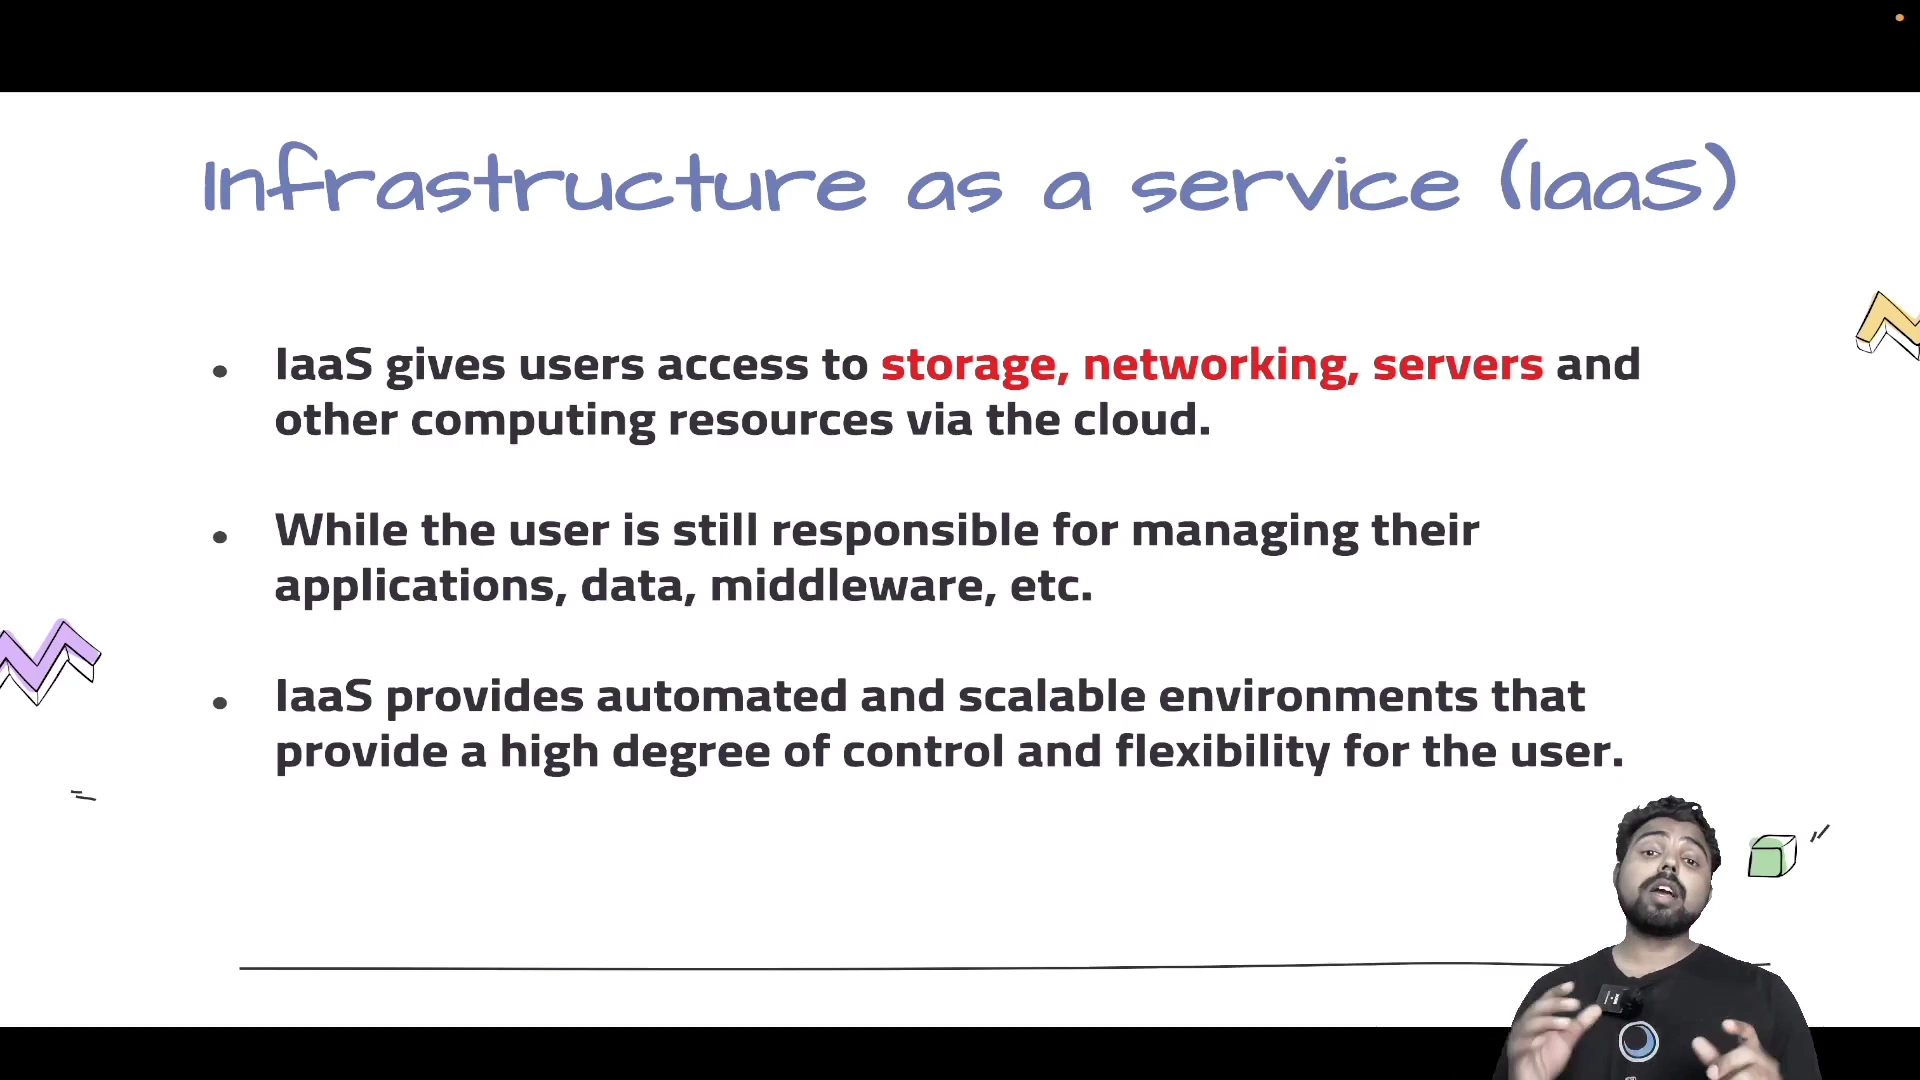 Infrastructure as a service (IaaS)
• IaaS gives users access to storage, networking, servers and
other computing resources via the cloud.
• While the user is still responsible for managing their
applications, data, middleware, etc.
• IaaS provides automated and scalable environments that
provide a high degree of control and flexibility for the user.